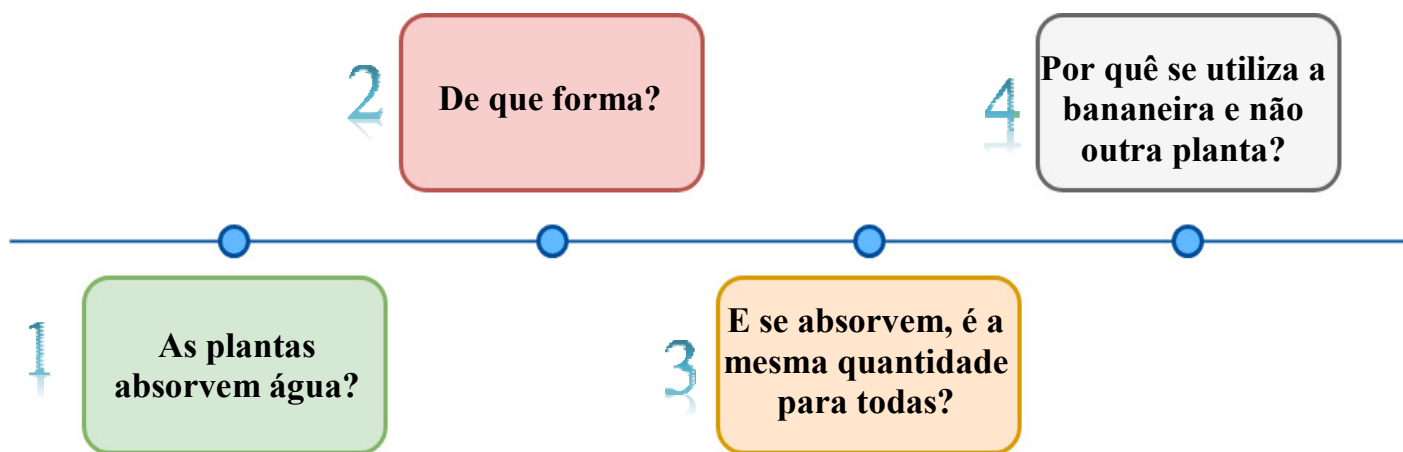 1
As plantas
absorvem água?
2
De que forma?
3
E se absorvem, é a
mesma quantidade
para todas?
4
Por quê se utiliza a
bananeira e não
outra planta?